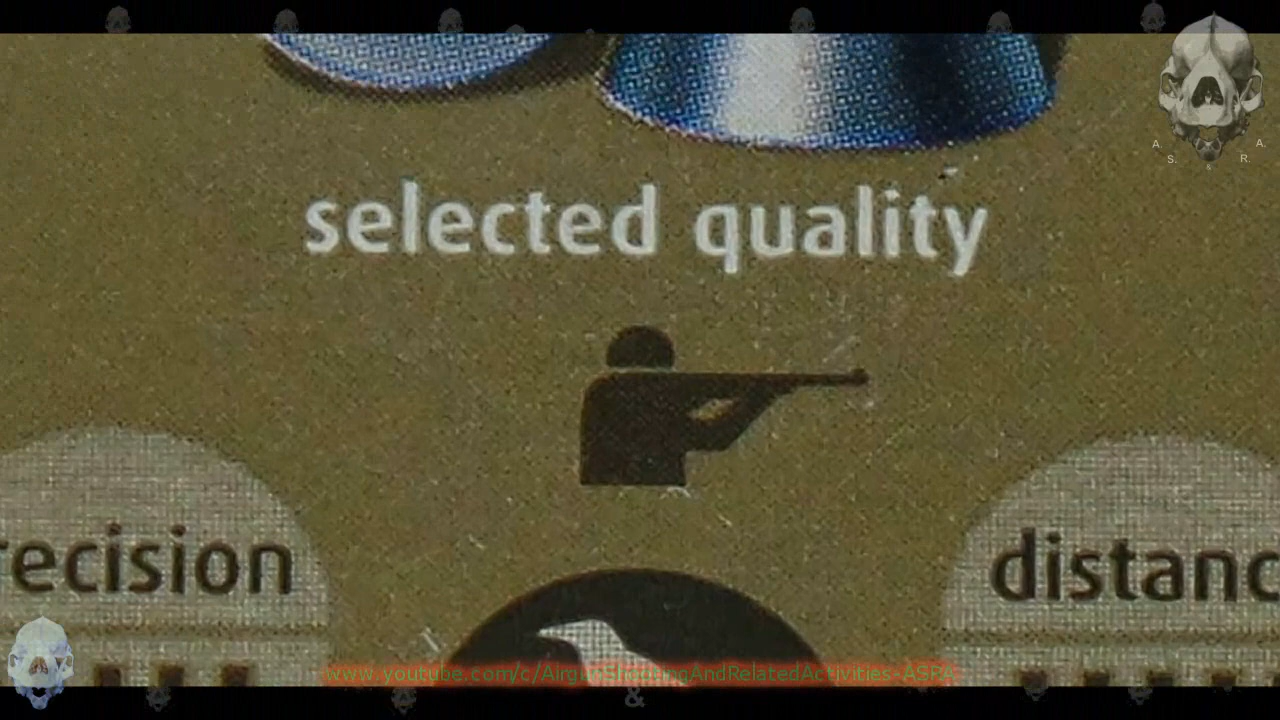 A. A.
S. R.
selected quality
recision distanc
www.youtube.com/c/AirgunShootingAndRelatedActivities-ASRA
&